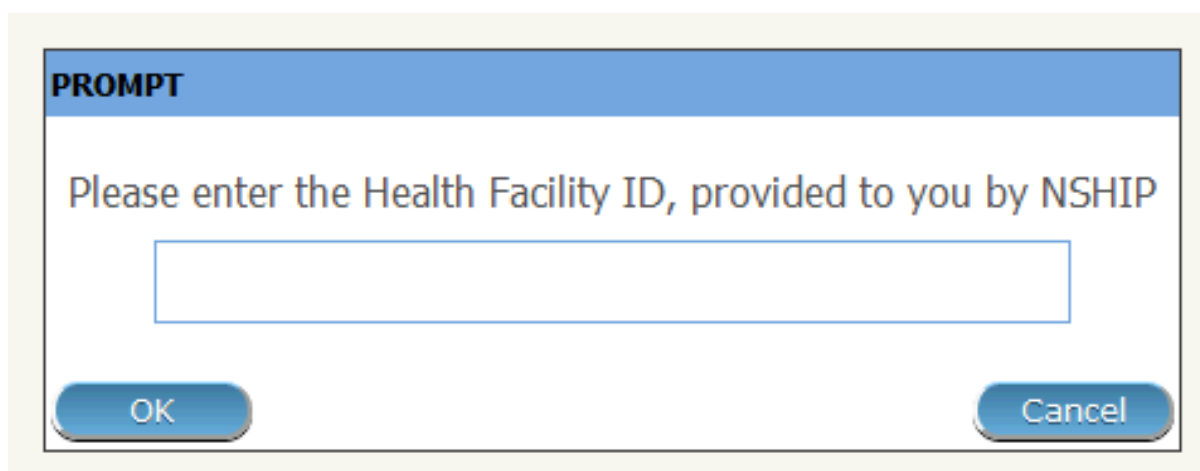 PROMPT
Please enter the Health Facility ID, provided to you by NSHIP
OK
Cancel